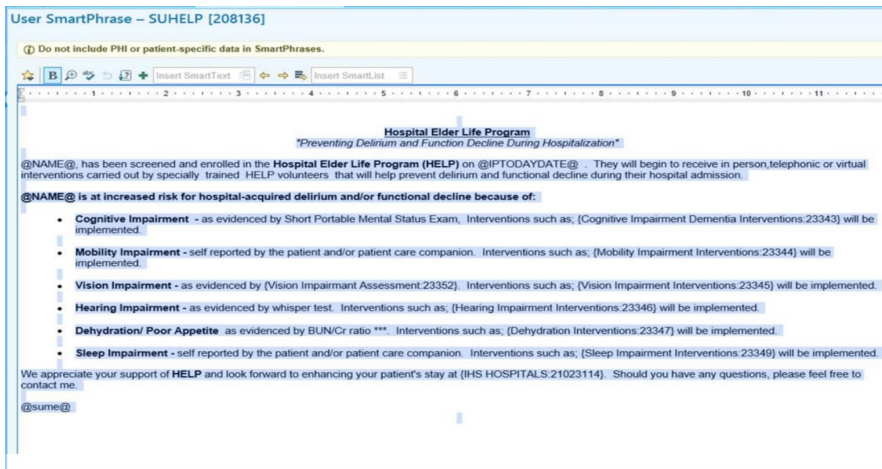 User SmartPhrase – SUHELP [208136]
Do not include PHI or patient-specific data in SmartPhrases.
B Insert SmartText Insert SmartList
1 2 3 4 5 6 7 8 9 10 11
Hospital Elder Life Program
"Preventing Delirium and Function Decline During Hospitalization"
@NAME@, has been screened and enrolled in the Hospital Elder Life Program (HELP) on @IPTODAYDATE@ . They will begin to receive in person,telephonic or virtual
interventions carried out by specially trained HELP volunteers that will help prevent delirium and functional decline during their hospital admission.
@NAME@ is at increased risk for hospital-acquired delirium and/or functional decline because of:
• Cognitive Impairment - as evidenced by Short Portable Mental Status Exam, Interventions such as; {Cognitive Impairment Dementia Interventions:23343} will be
implemented.
• Mobility Impairment - self reported by the patient and/or patient care companion. Interventions such as; {Mobility Impairment Interventions:23344} will be
implemented.
• Vision Impairment - as evidenced by {Vision Impairmant Assessment:23352}. Interventions such as; {Vision Impairment Interventions:23345} will be implemented.
• Hearing Impairment - as evidenced by whisper test. Interventions such as; {Hearing Impairment Interventions:23346} will be implemented.
• Dehydration/ Poor Appetite as evidenced by BUN/Cr ratio ***. Interventions such as; {Dehydration Interventions:23347} will be implemented.
• Sleep Impairment - self reported by the patient and/or patient care companion. Interventions such as; {Sleep Impairment Interventions:23349} will be implemented.
We appreciate your support of HELP and look forward to enhancing your patient's stay at {IHS HOSPITALS:21023114}. Should you have any questions, please feel free to
contact me.
@sume@